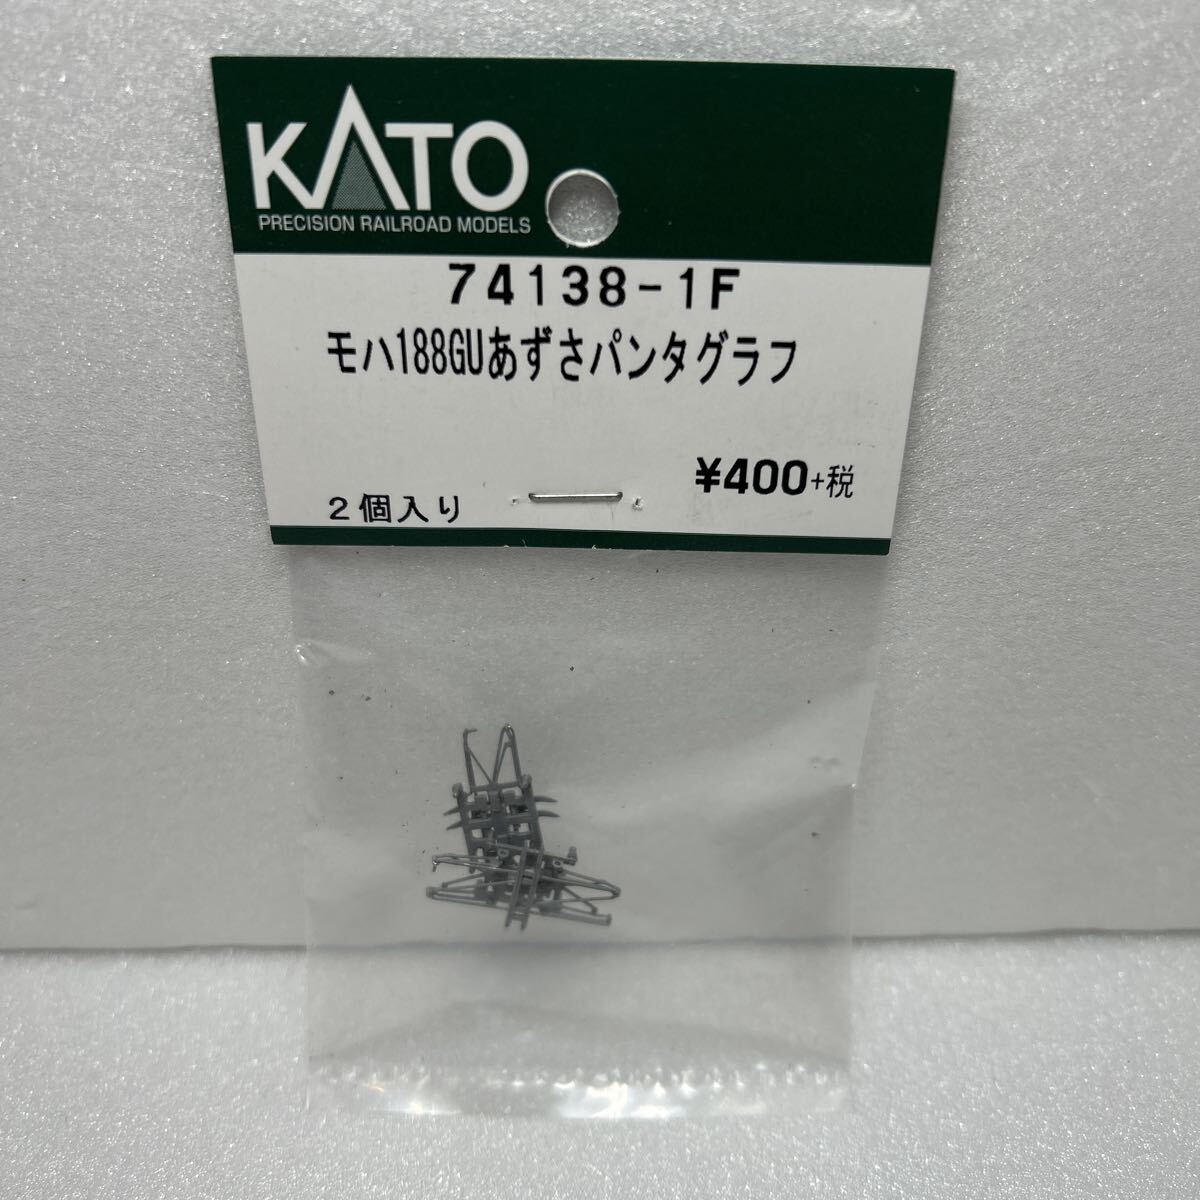 KATO
PRECISION RAILROAD MODELS
74138-1F
モハ188GUあずさパンタグラフ
¥400+税
2個入り